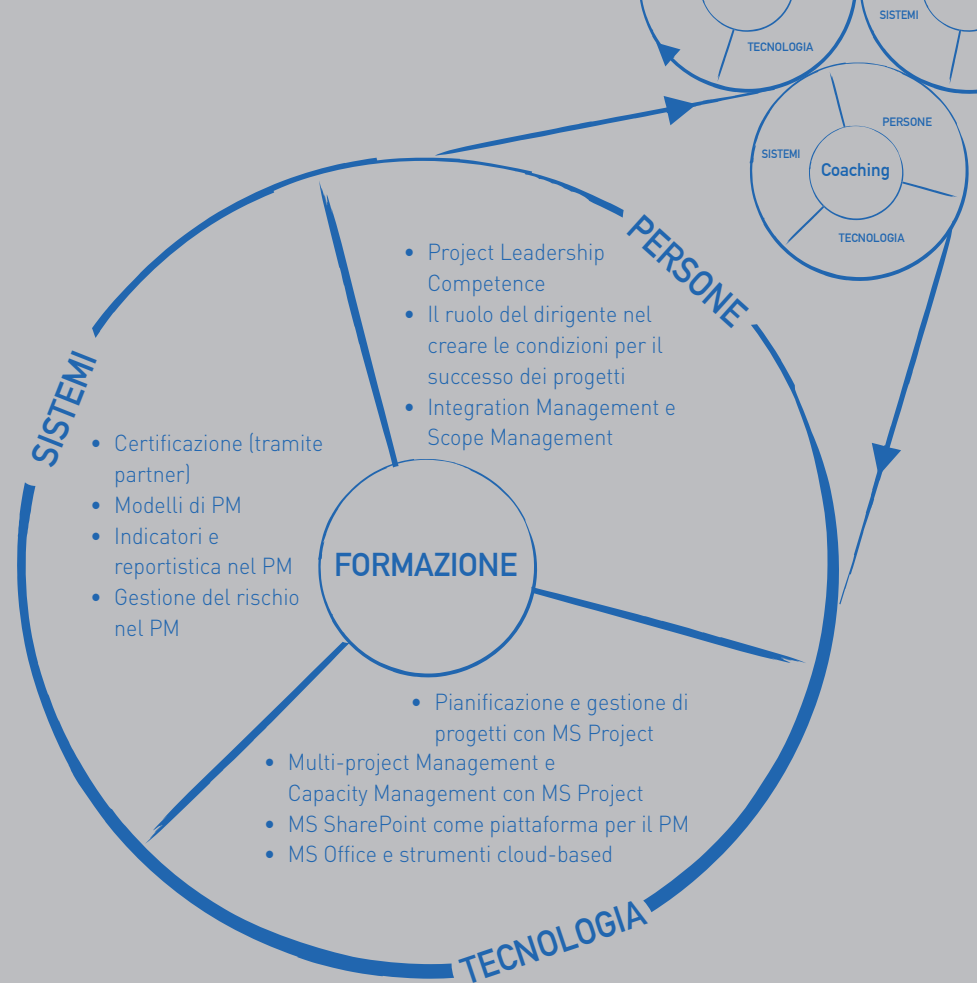 SISTEMI
TECNOLOGIA
PERSONE
SISTEMI
Coaching
TECNOLOGIA
PERSONE
• Project Leadership
Competence
• Il ruolo del dirigente nel
creare le condizioni per il
successo dei progetti
• Integration Management e
Scope Management
SISTEMI
• Certificazione (tramite
partner)
• Modelli di PM
• Indicatori e
reportistica nel PM
• Gestione del rischio
nel PM
FORMAZIONE
• Pianificazione e gestione di
progetti con MS Project
• Multi-project Management e
Capacity Management con MS Project
• MS SharePoint come piattaforma per il PM
• MS Office e strumenti cloud-based
TECNOLOGIA